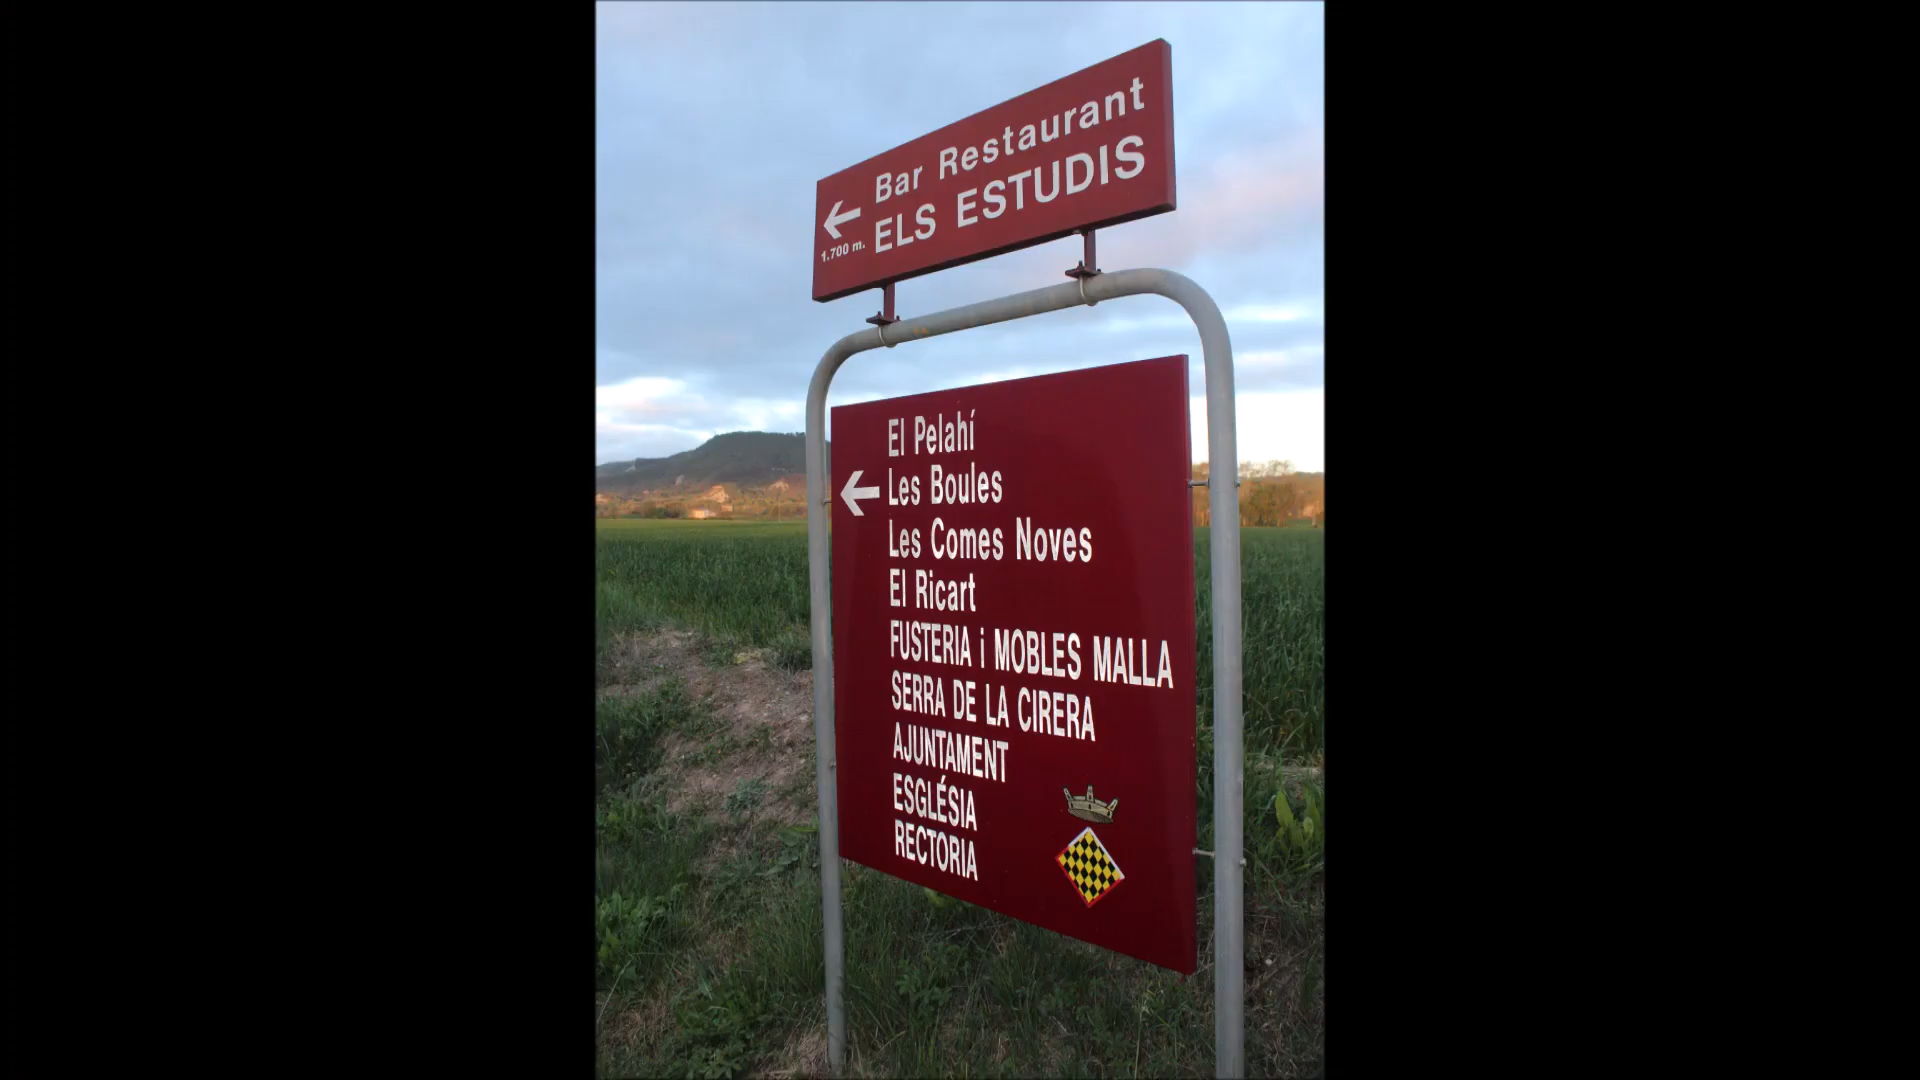 Bar Restaurant
ELS ESTUDIS
1.700 m.
El Pelahí
Les Boules
Les Comes Noves
El Ricart
FUSTERIA i MOBLES MALLA
SERRA DE LA CIRERA
AJUNTAMENT
ESGLÉSIA
RECTORIA